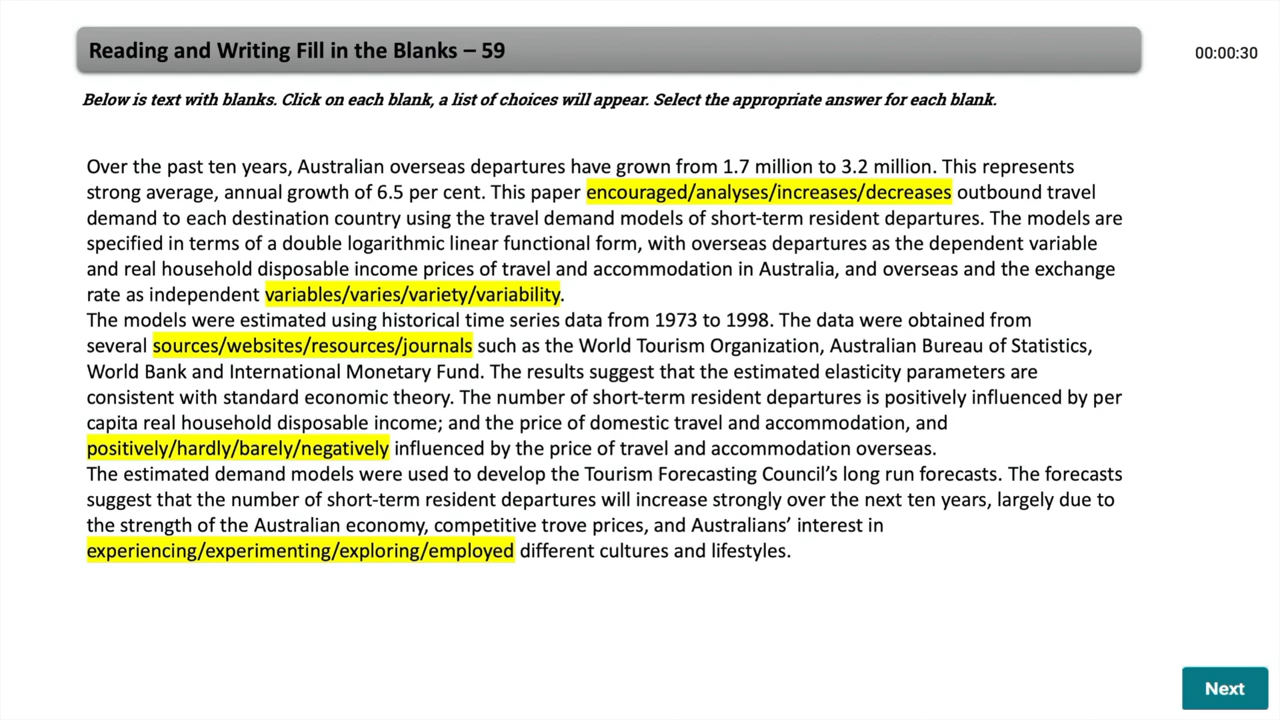 Reading and Writing Fill in the Blanks – 59
00:00:30
Below is text with blanks. Click on each blank, a list of choices will appear. Select the appropriate answer for each blank.
Over the past ten years, Australian overseas departures have grown from 1.7 million to 3.2 million. This represents
strong average, annual growth of 6.5 per cent. This paper encouraged/analyses/increases/decreases outbound travel
demand to each destination country using the travel demand models of short-term resident departures. The models are
specified in terms of a double logarithmic linear functional form, with overseas departures as the dependent variable
and real household disposable income prices of travel and accommodation in Australia, and overseas and the exchange
rate as independent variables/varies/variety/variability.
The models were estimated using historical time series data from 1973 to 1998. The data were obtained from
several sources/websites/resources/journals such as the World Tourism Organization, Australian Bureau of Statistics,
World Bank and International Monetary Fund. The results suggest that the estimated elasticity parameters are
consistent with standard economic theory. The number of short-term resident departures is positively influenced by per
capita real household disposable income; and the price of domestic travel and accommodation, and
positively/hardly/barely/negatively influenced by the price of travel and accommodation overseas.
The estimated demand models were used to develop the Tourism Forecasting Council's long run forecasts. The forecasts
suggest that the number of short-term resident departures will increase strongly over the next ten years, largely due to
the strength of the Australian economy, competitive trove prices, and Australians' interest in
experiencing/experimenting/exploring/employed different cultures and lifestyles.
Next